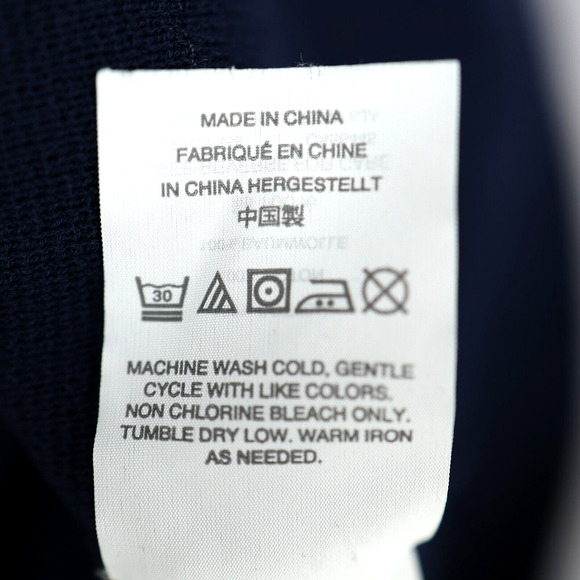 MADE IN CHINA
FABRIQUÉ EN CHINE
IN CHINA HERGESTELLT
中国製
30
MACHINE WASH COLD, GENTLE
CYCLE WITH LIKE COLORS.
NON CHLORINE BLEACH ONLY.
TUMBLE DRY LOW. WARM IRON
AS NEEDED.